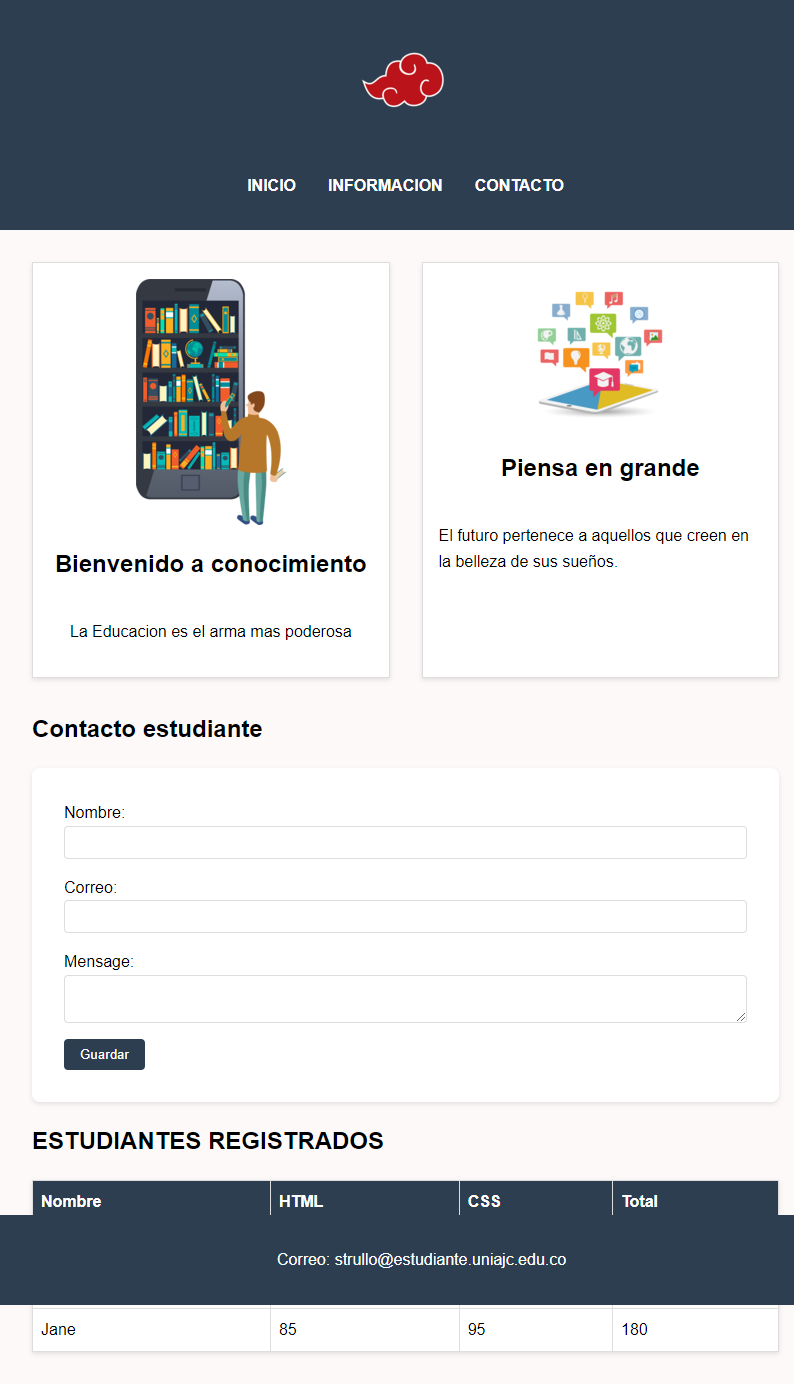 INICIO INFORMACION CONTACTO
Bienvenido a conocimiento
La Educacion es el arma mas poderosa
Piensa en grande
El futuro pertenece a aquellos que creen en
la belleza de sus sueños.
Contacto estudiante
Nombre:
Correo:
Mensage:
Guardar
ESTUDIANTES REGISTRADOS
Nombre HTML CSS Total
Correo: strullo@estudiante.uniajc.edu.co
Jane 85 95 180